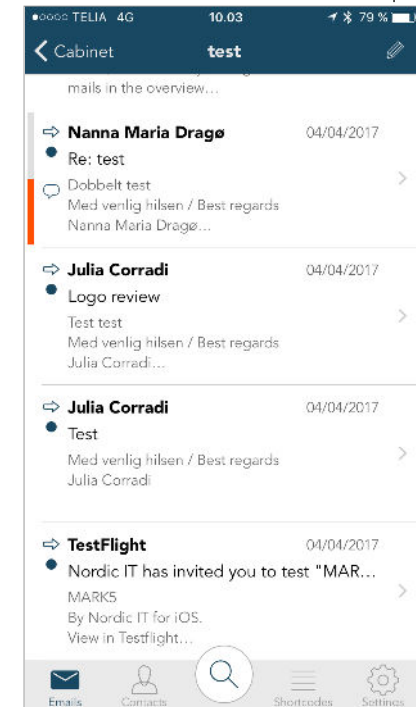 TELIA 4G 10.03 79 %
Cabinet test
mails in the overview...
Nanna Maria Dragø 04/04/2017
Re: test
Dobbelt test
Med venlig hilsen / Best regards
Nanna Maria Dragø...
Julia Corradi 04/04/2017
Logo review
Test test
Med venlig hilsen / Best regards
Julia Corradi...
Julia Corradi 04/04/2017
Test
Med venlig hilsen / Best regards
Julia Corradi
TestFlight 04/04/2017
Nordic IT has invited you to test "MAR...
MARK5
By Nordic IT for iOS.
View in Testflight...
Emails Contacts Shortcodes Settings